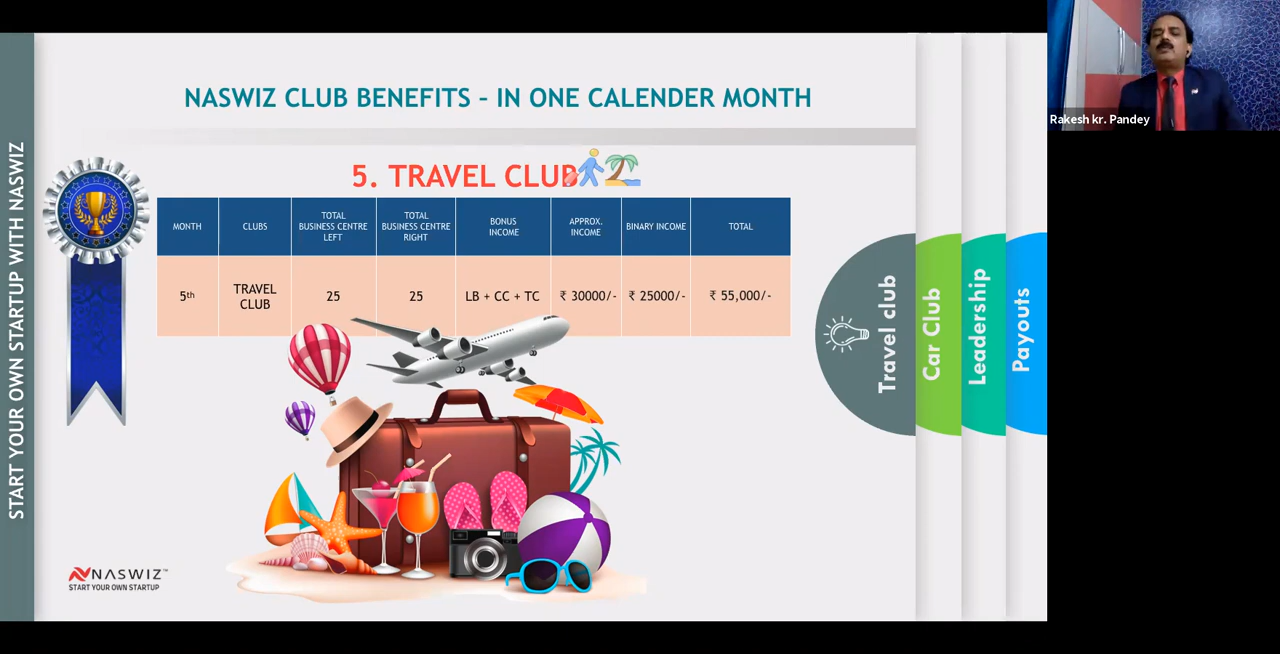 START YOUR OWN STARTUP WITH NASWIZ
NASWIZ CLUB BENEFITS - IN ONE CALENDER MONTH
5. TRAVEL CLUB
MONTH
CLUBS
TOTAL
BUSINESS CENTRE
LEFT
TOTAL
BUSINESS CENTRE
RIGHT
BONUS
INCOME
APPROX.
INCOME
BINARY INCOME
TOTAL
5th
TRAVEL
CLUB
25
25
LB + CC + TC
₹ 30000/-
₹ 25000/-
₹ 55,000/-
Travel club
Car Club
Leadership
Payouts
NASWIZ™
START YOUR OWN STARTUP
Rakesh kr. Pandey